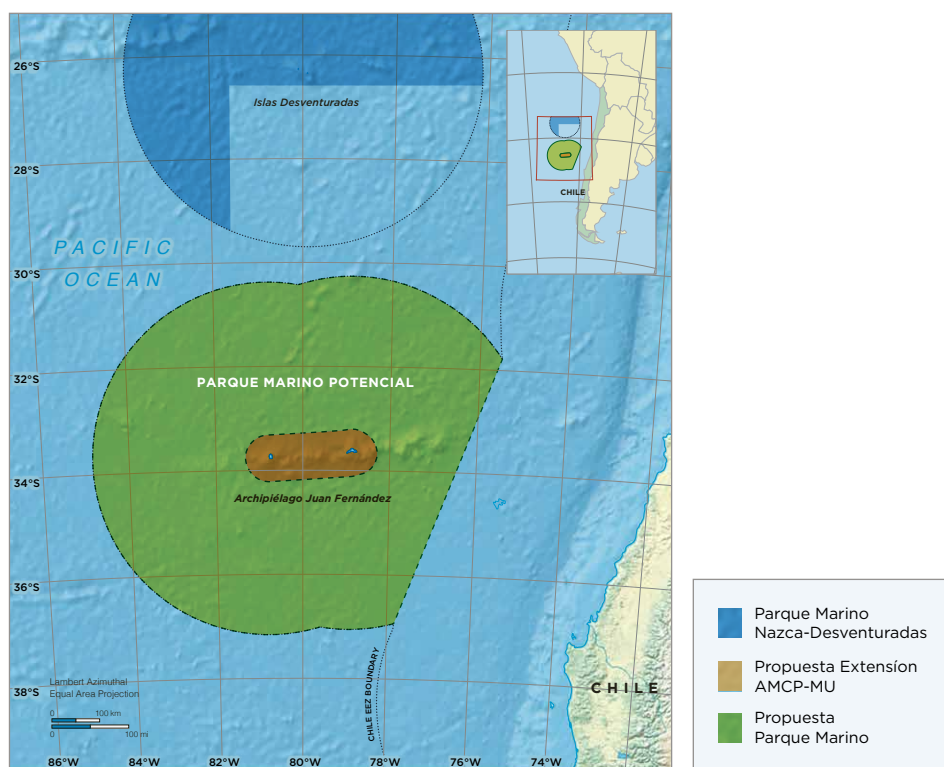 26°S
Islas Desventuradas
28°S
CHILE
PACIFIC
OCEAN
30°S
32°S
PARQUE MARINO POTENCIAL
34°S
Archipiélago Juan Fernández
36°S
38°S
Lambert Azimuthal
Equal Area Projection
0 100 km
0 100 mi
CHILE EEZ BOUNDARY
CHILE
86°W 84°W 82°W 80°W 78°W 76°W 74°W
Parque Marino
Nazca-Desventuradas
Propuesta Extensíon
AMCP-MU
Propuesta
Parque Marino